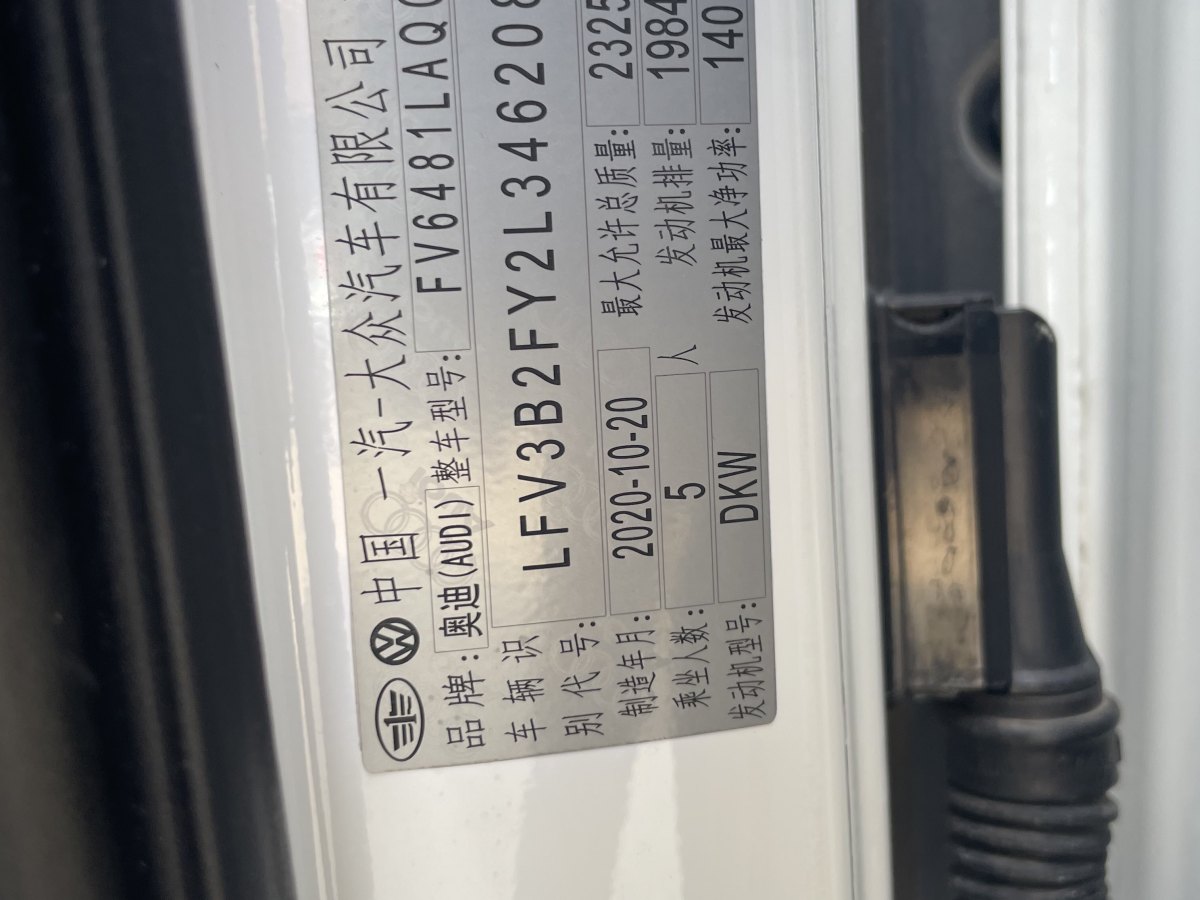 中国一汽-大众汽车有限公司
品牌: 奥迪(AUDI) 整车型号: FV6481LAQ
车辆识别代号: LFV3B2FY2L346208
制造年月: 2020-10-20 最大允许总质量: 2325
乘坐人数: 5 人 发动机排量: 1984
发动机型号: DKW 发动机最大净功率: 140